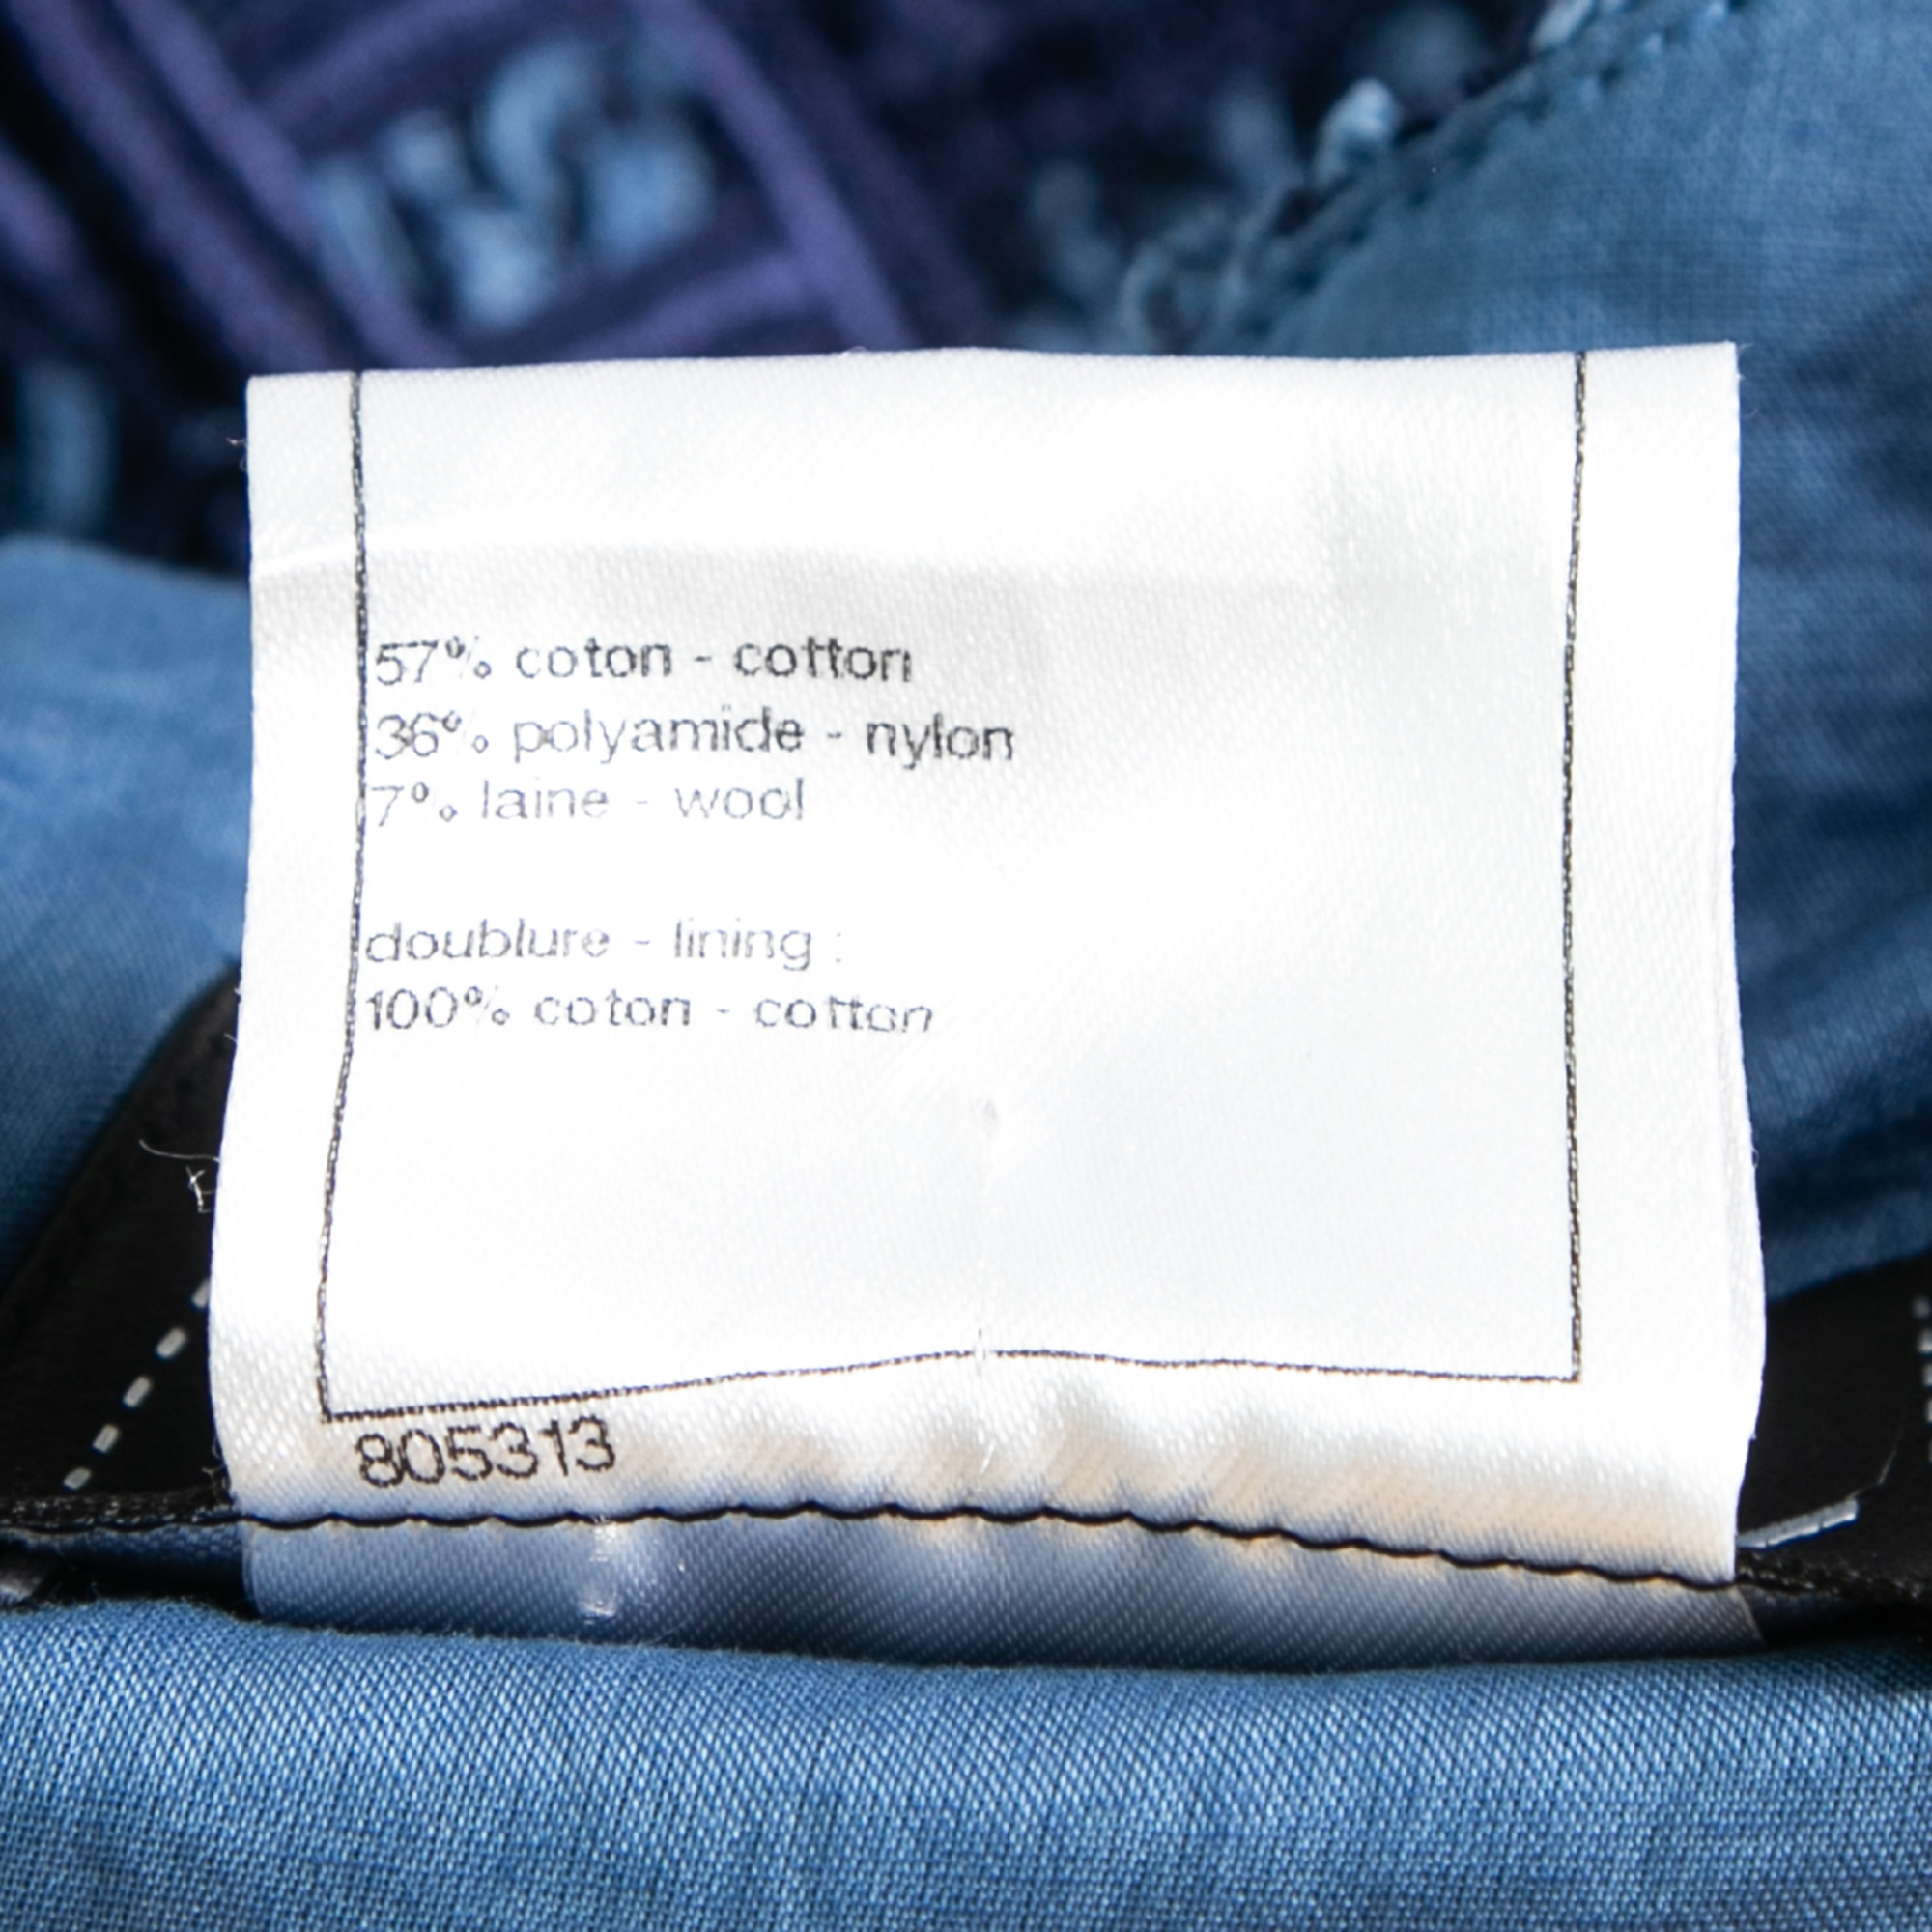 57% coton - cotton
36% polyamide - nylon
7% laine - wool
doublure - lining :
100% coton - cotton
805313